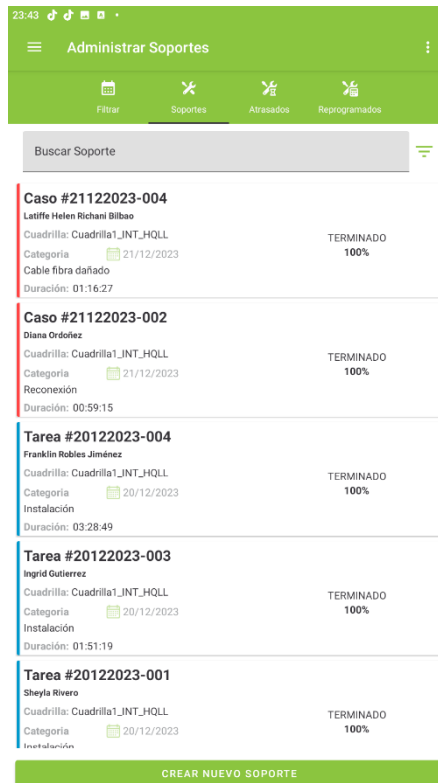 23:43
Administrar Soportes
Filtrar
Soportes
Atrasados
Reprogramados
Buscar Soporte
Caso #21122023-004
Latiffe Helen Richani Bilbao
Cuadrilla: Cuadrilla1_INT_HQLL
TERMINADO
Categoria 21/12/2023
100%
Cable fibra dañado
Duración: 01:16:27
Caso #21122023-002
Diana Ordoñez
Cuadrilla: Cuadrilla1_INT_HQLL
TERMINADO
Categoria 21/12/2023
100%
Reconexión
Duración: 00:59:15
Tarea #20122023-004
Franklin Robles Jiménez
Cuadrilla: Cuadrilla1_INT_HQLL
TERMINADO
Categoria 20/12/2023
100%
Instalación
Duración: 03:28:49
Tarea #20122023-003
Ingrid Gutierrez
Cuadrilla: Cuadrilla1_INT_HQLL
TERMINADO
Categoria 20/12/2023
100%
Instalación
Duración: 01:51:19
Tarea #20122023-001
Sheyla Rivero
Cuadrilla: Cuadrilla1_INT_HQLL
TERMINADO
Categoria 20/12/2023
100%
Instalación
CREAR NUEVO SOPORTE